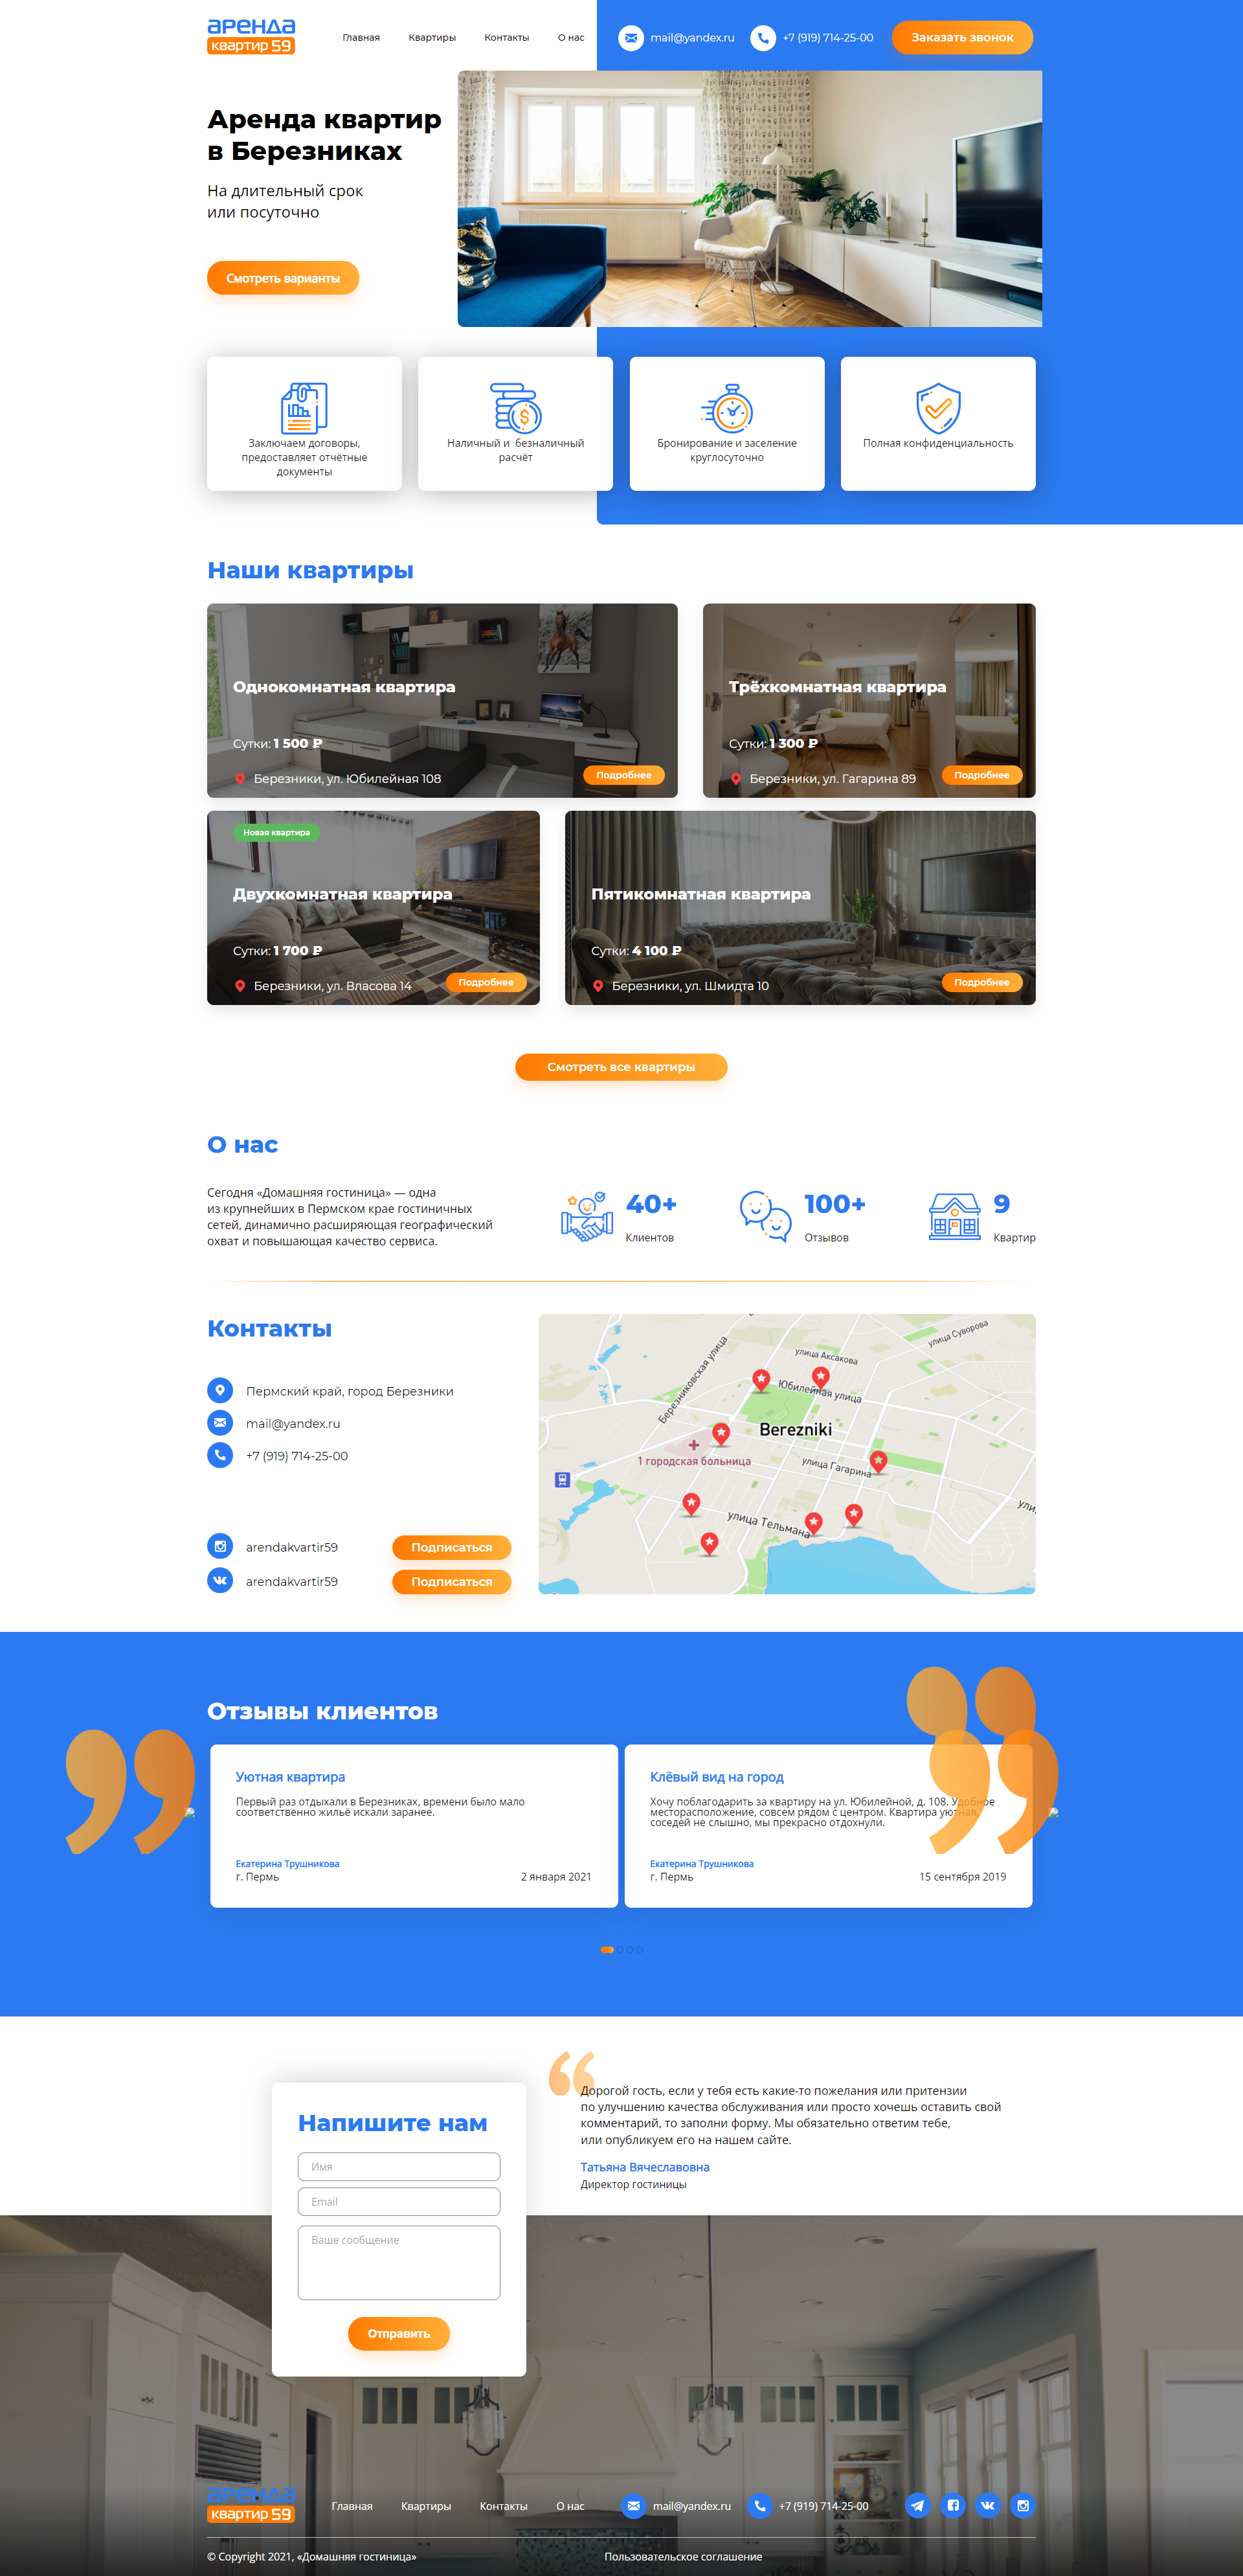 аренда
квартир 59
Главная
Квартиры
Контакты
О нас
mail@yandex.ru
+7 (919) 714-25-00
Заказать звонок
Аренда квартир
в Березниках
На длительный срок
или посуточно
Смотреть варианты
Заключаем договоры,
предоставляет отчётные
документы
Наличный и безналичный
расчёт
Бронирование и заселение
круглосуточно
Полная конфиденциальность
Наши квартиры
Однокомнатная квартира
Сутки: 1 500 ₽
Березники, ул. Юбилейная 108
Подробнее
Трёхкомнатная квартира
Сутки: 1 300 ₽
Березники, ул. Гагарина 89
Подробнее
Новая квартира
Двухкомнатная квартира
Сутки: 1 700 ₽
Березники, ул. Власова 14
Подробнее
Пятикомнатная квартира
Сутки: 4 100 ₽
Березники, ул. Шмидта 10
Подробнее
Смотреть все квартиры
О нас
Сегодня «Домашняя гостиница» — одна
из крупнейших в Пермском крае гостиничных
сетей, динамично расширяющая географический
охват и повышающая качество сервиса.
40+
Клиентов
100+
Отзывов
9
Квартир
Контакты
Пермский край, город Березники
mail@yandex.ru
+7 (919) 714-25-00
arendakvartir59
Подписаться
arendakvartir59
Подписаться
улица Суворова
улица Аксакова
Березниковская улица
Юбилейная улица
Berezniki
1 городская больница
улица Гагарина
улица Тельмана
Отзывы клиентов
Уютная квартира
Первый раз отдыхали в Березниках, времени было мало
соответственно жильё искали заранее.
Екатерина Трушникова
г. Пермь
2 января 2021
Клёвый вид на город
Хочу поблагодарить за квартиру на ул. Юбилейной, д. 108. Удобное
месторасположение, совсем рядом с центром. Квартира уютная,
соседей не слышно, мы прекрасно отдохнули.
Екатерина Трушникова
г. Пермь
15 сентября 2019
Дорогой гость, если у тебя есть какие-то пожелания или притензии
по улучшению качества обслуживания или просто хочешь оставить свой
комментарий, то заполни форму. Мы обязательно ответим тебе,
или опубликуем его на нашем сайте.
Татьяна Вячеславовна
Директор гостиницы
Напишите нам
Имя
Email
Ваше сообщение
Отправить
аренда
квартир 59
Главная
Квартиры
Контакты
О нас
mail@yandex.ru
+7 (919) 714-25-00
© Copyright 2021, «Домашняя гостиница»
Пользовательское соглашение